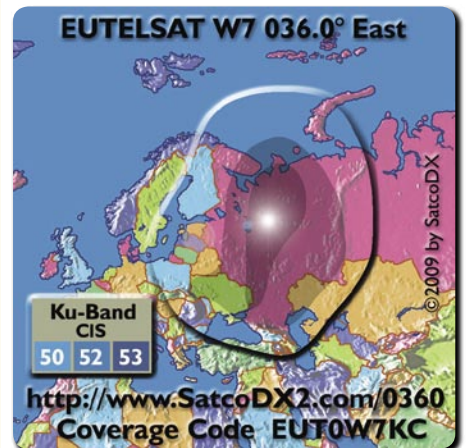 EUTELSAT W7 036.0° East
© 2009 by SatcoDX
Ku-Band
CIS
50 52 53
http://www.SatcoDX2.com/0360
Coverage Code EUT0W7KC